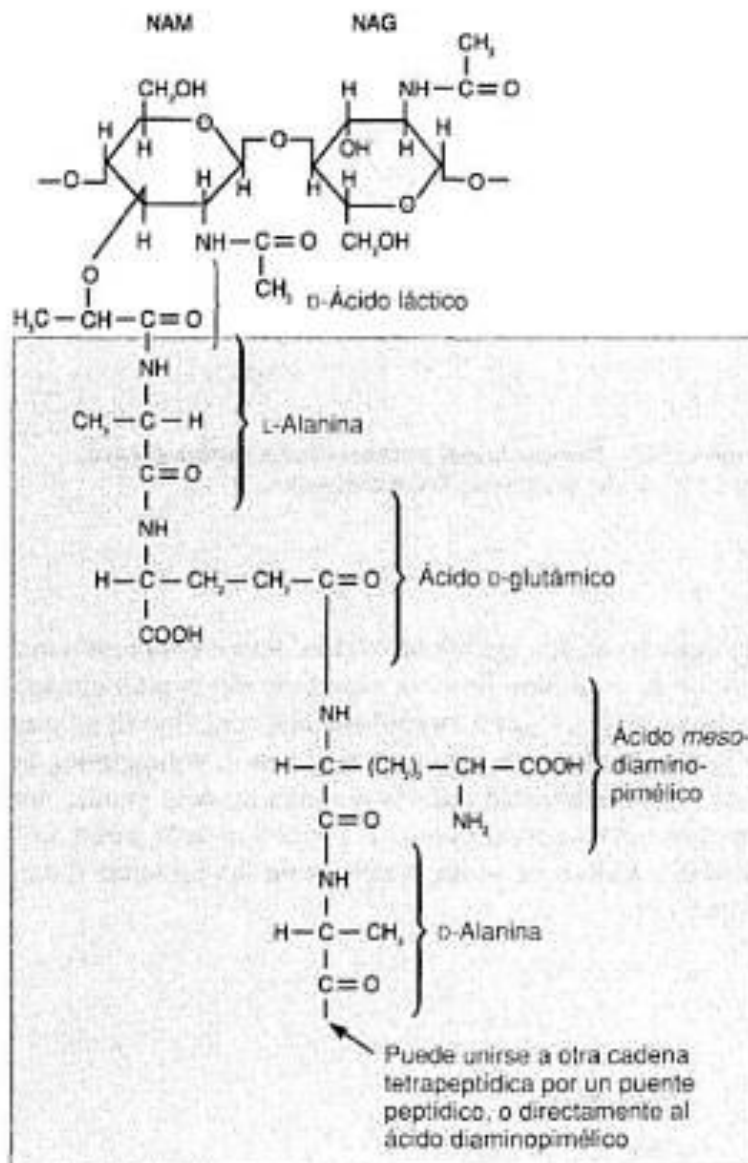 NAM NAG
CH₃
CH₂OH H NH—C=O
H O H H
H O OH H
—O H H H O O—
H NH—C=O H CH₂OH
O CH₃ D-Ácido láctico
H₃C—CH—C=O
NH
CH₃—C—H L-Alanina
C=O
NH
H—C—CH₂—CH₂—C=O Ácido D-glutámico
COOH
NH
Ácido meso-
H—C—(CH₂)₃—CH—COOH diamino-
pimélico
C=O NH₂
NH
H—C—CH₃ D-Alanina
C=O
Puede unirse a otra cadena
tetrapeptídica por un puente
peptídico, o directamente al
ácido diaminopimélico